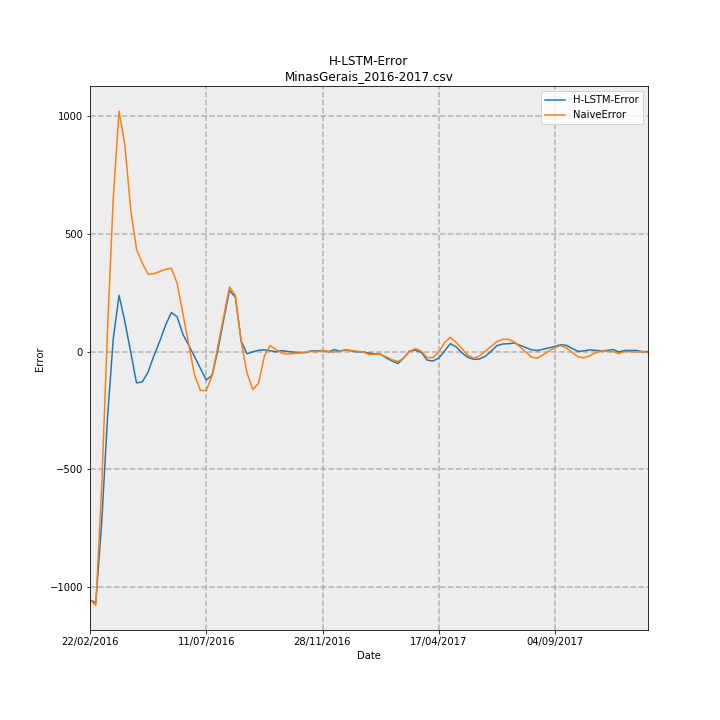 H-LSTM-Error
MinasGerais_2016-2017.csv
H-LSTM-Error
NaiveError
1000
500
0
−500
−1000
Error
22/02/2016
11/07/2016
28/11/2016
17/04/2017
04/09/2017
Date